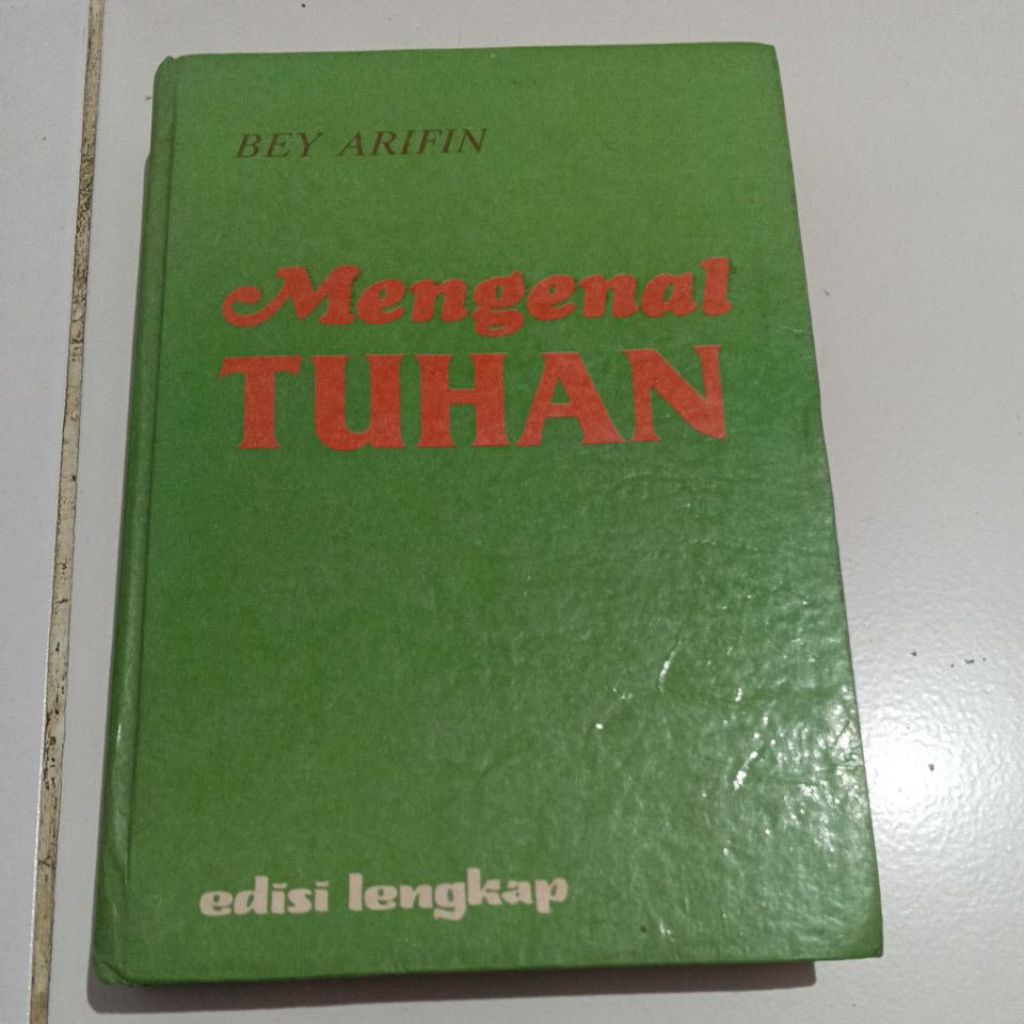 BEY ARIFIN
Mengenal
TUHAN
edisi lengkap